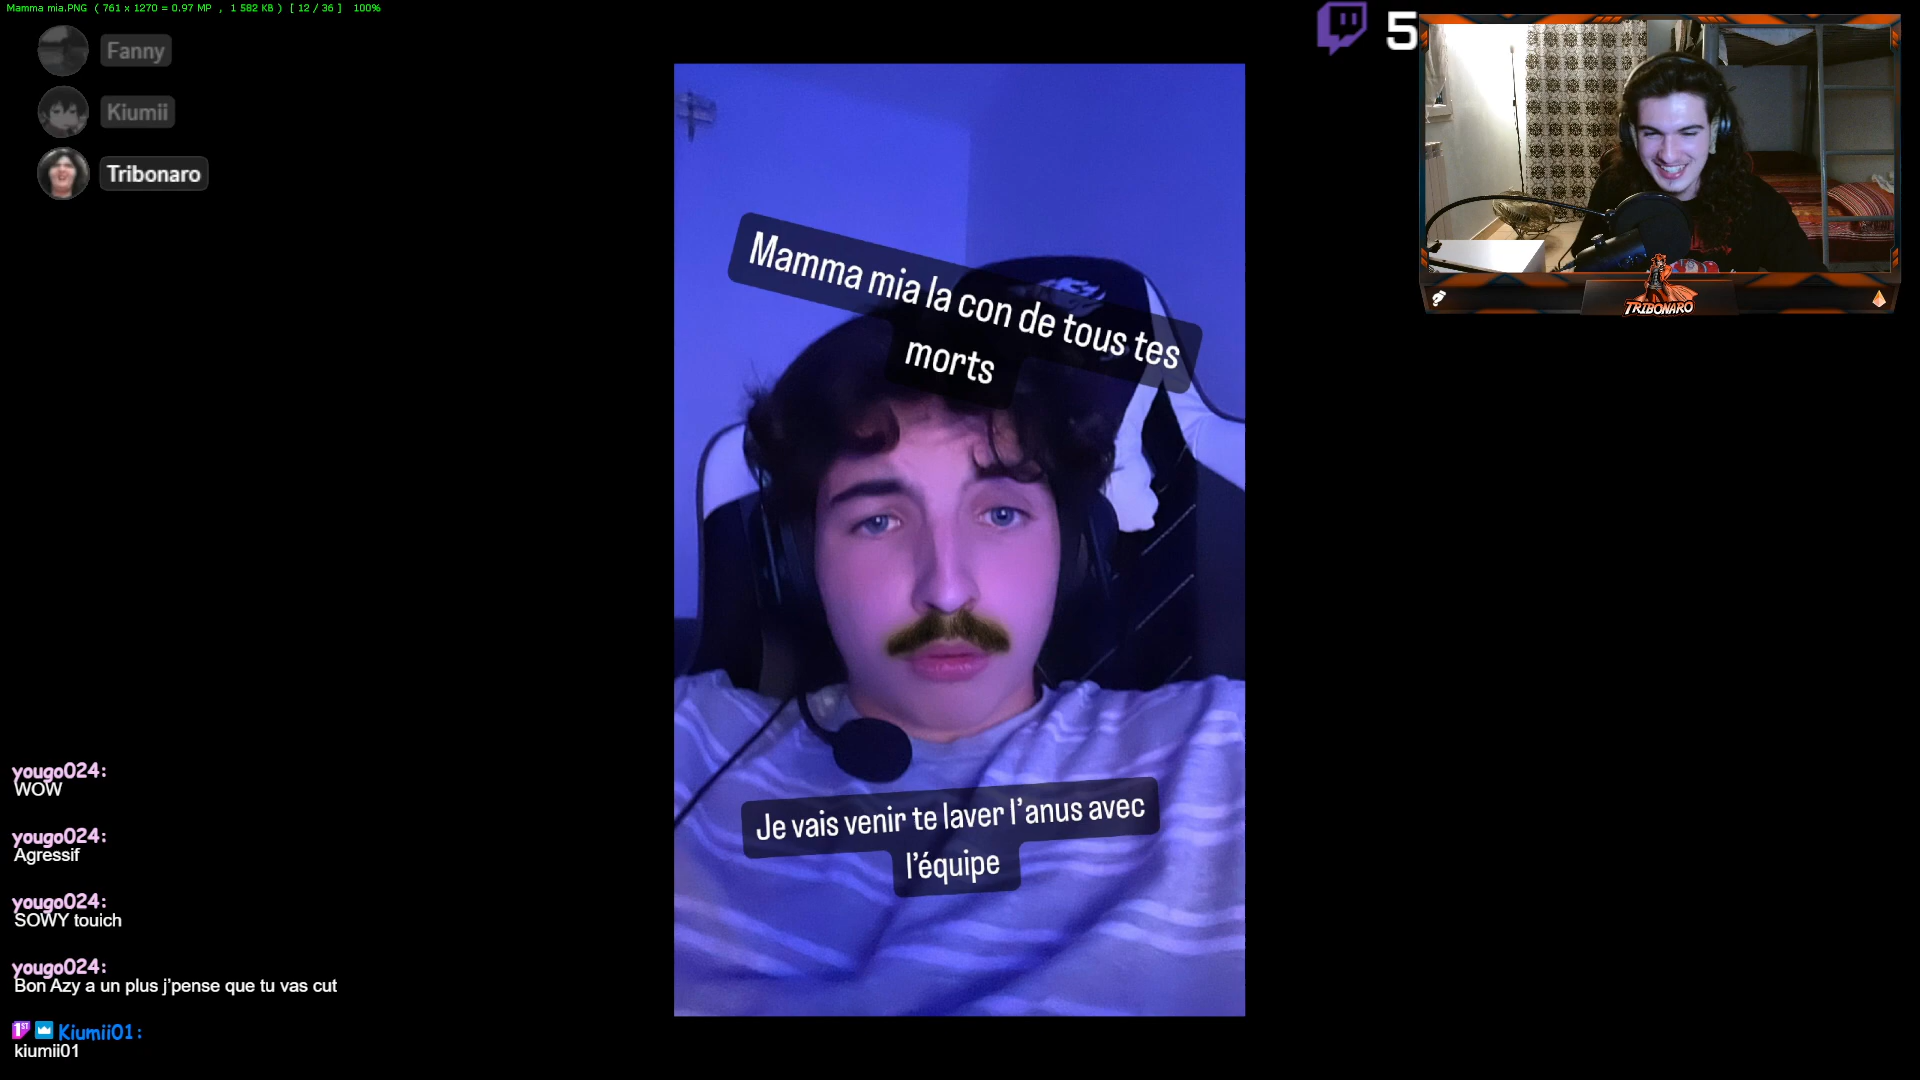 Mamma mia.PNG ( 761 x 1270 = 0.97 MP , 1 582 KB ) [ 12 / 36 ] 100%
Fanny
Kiumii
Tribonaro
5
TRIBONARO
Mamma mia la con de tous tes
morts
Je vais venir te laver l'anus avec
l'équipe
yougo024:
WOW
yougo024:
Agressif
yougo024:
SOWY touich
yougo024:
Bon Azy a un plus j'pense que tu vas cut
1ST Kiumii01:
kiumii01